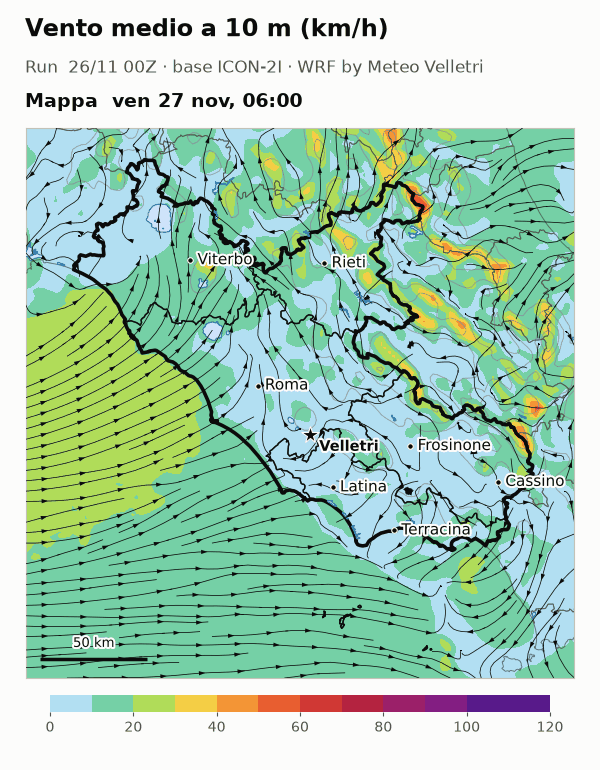 Vento medio a 10 m (km/h)
Run  26/11 00Z · base ICON-2I · WRF by Meteo Velletri
Mappa  ven 27 nov, 06:00
Viterbo
Rieti
Roma
Velletri
Frosinone
Cassino
Latina
Terracina
50 km
0 20 40 60 80 100 120